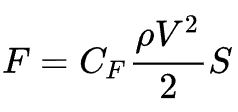 F = C_F \frac{\rho V^2}{2} S